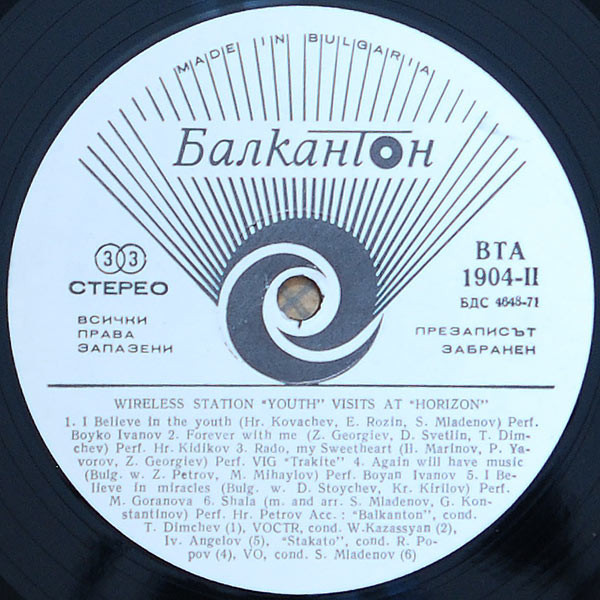 MADE IN BULGARIA
Балкантон
33
СТЕРЕО
ВСИЧКИ
ПРАВА
ЗАПАЗЕНИ
ВТА
1904-II
БДС 4648-71
ПРЕЗАПИСЪТ
ЗАБРАНЕН
WIRELESS STATION "YOUTH" VISITS AT "HORIZON"
1. I Believe in the youth (Hr. Kovachev, E. Rozin, S. Mladenov) Perf.
Boyko Ivanov 2. Forever with me (Z. Georgiev, D. Svetlin, T. Dim-
chev) Perf. Hr. Kidikov 3. Rado, my Sweetheart (Il. Marinov, P. Ya-
vorov, Z. Georgiev) Perf. VIG "Trakite" 4. Again will have music
(Bulg. w. Z. Petrov, M. Mihaylov) Perf. Boyan Ivanov 5. I Be-
lieve in miracles (Bulg. w. D. Stoychev, Kr. Kirilov) Perf.
M. Goranova 6. Shala (m. and arr. S. Mladenov, G. Kon-
stantinov) Perf. Hr. Petrov Acc. : "Balkanton", cond.
T. Dimchev (1), VOCTR, cond. W.Kazassyan (2),
Iv. Angelov (5), "Stakato", cond. R. Po-
pov (4), VO, cond. S. Mladenov (6)